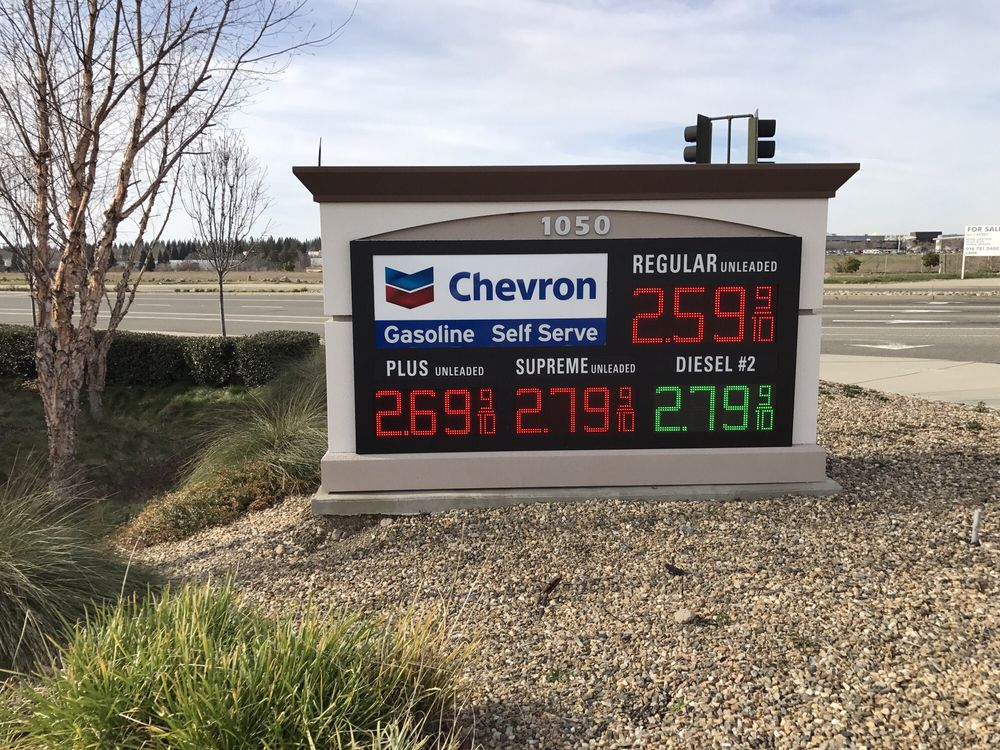 1050
Chevron
Gasoline Self Serve
REGULAR UNLEADED
2.59 9/10
PLUS UNLEADED
2.69 9/10
SUPREME UNLEADED
2.79 9/10
DIESEL #2
2.79 9/10
FOR SALE